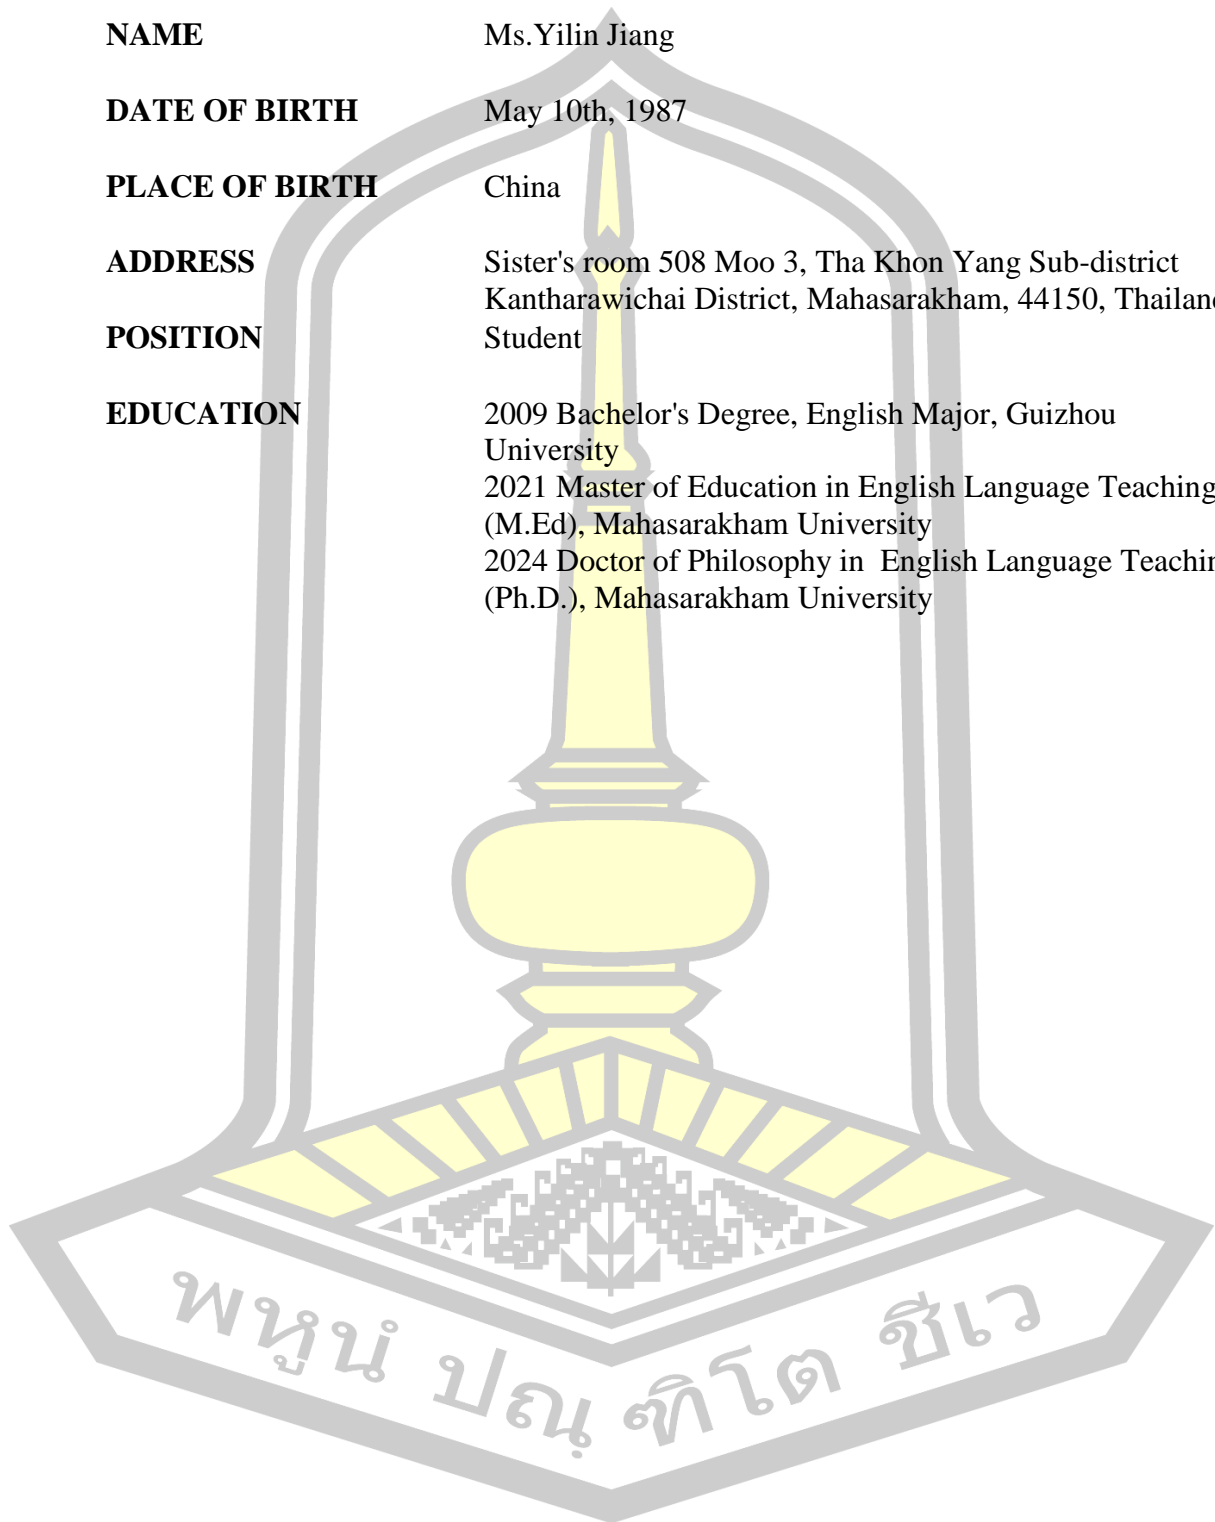 NAME Ms.Yilin Jiang
DATE OF BIRTH May 10th, 1987
PLACE OF BIRTH China
ADDRESS Sister's room 508 Moo 3, Tha Khon Yang Sub-district
Kantharawichai District, Mahasarakham, 44150, Thailan
POSITION Student
EDUCATION 2009 Bachelor's Degree, English Major, Guizhou
University
2021 Master of Education in English Language Teaching
(M.Ed), Mahasarakham University
2024 Doctor of Philosophy in English Language Teachin
(Ph.D.), Mahasarakham University
พหูนํ ปณฺฑิโต ชีเว